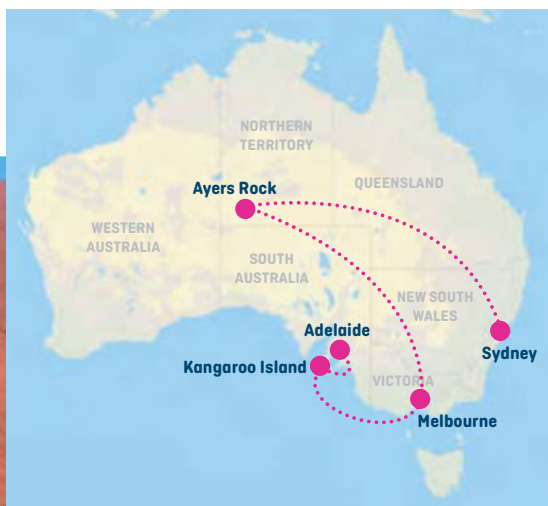 NORTHERN
TERRITORY
Ayers Rock
QUEENSLAND
WESTERN
AUSTRALIA
SOUTH
AUSTRALIA
NEW SOUTH
WALES
Adelaide
Sydney
Kangaroo Island
VICTORIA
Melbourne